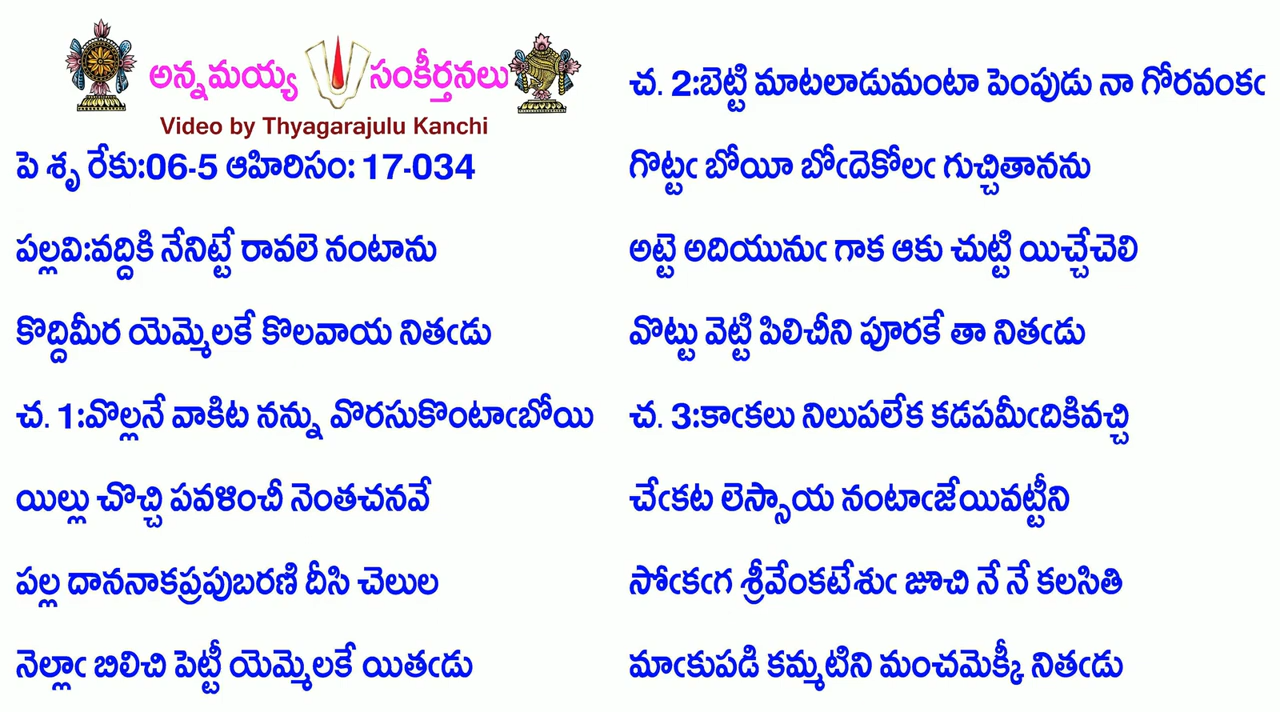 అన్నమయ్య సంకీర్తనలు
Video by Thyagarajulu Kanchi
పె శృ రేకు:06-5 ఆహిరిసం: 17-034
పల్లవి:వద్దికి నేనిట్టే రావలె నంటాను
కొద్దిమీర యెమ్మెలకే కొలవాయ నితఁడు
చ. 1:వొల్లనే వాకిట నన్ను వొరసుకొంటాఁబోయి
యిల్లు చొచ్చి పవళించీ నెంతచనవే
పల్ల దాననాకప్రపుబరణి దీసి చెలుల
నెల్లాఁ బిలిచి పెట్టీ యెమ్మెలకే యితఁడు
చ. 2:బెట్టి మాటలాడుమంటా పెంపుడు నా గోరవంకఁ
గొట్టఁ బోయీ బోఁదెకోలఁ గుచ్చితానను
అట్టె అదియునుఁ గాక ఆకు చుట్టి యిచ్చేచెలి
వొట్టు వెట్టి పిలిచీని పూరకే తా నితఁడు
చ. 3:కాఁకలు నిలుపలేక కడపమీఁదికివచ్చి
చేఁకట లెస్సాయ నంటాఁజేయివట్టీని
సోఁకఁగ శ్రీవేంకటేశుఁ జూచి నే నే కలసితి
మాఁకుపడి కమ్మటిని మంచమెక్కీ నితఁడు